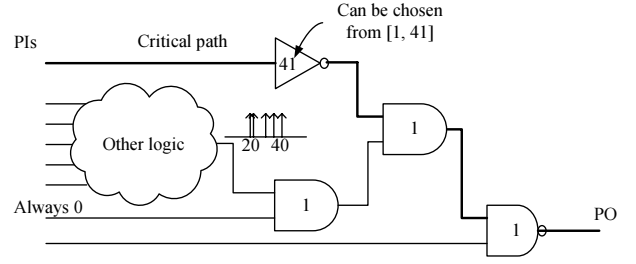 Can be chosen
from [1, 41]
PIs
Critical path
41
1
Other logic
20
40
1
Always 0
1
PO